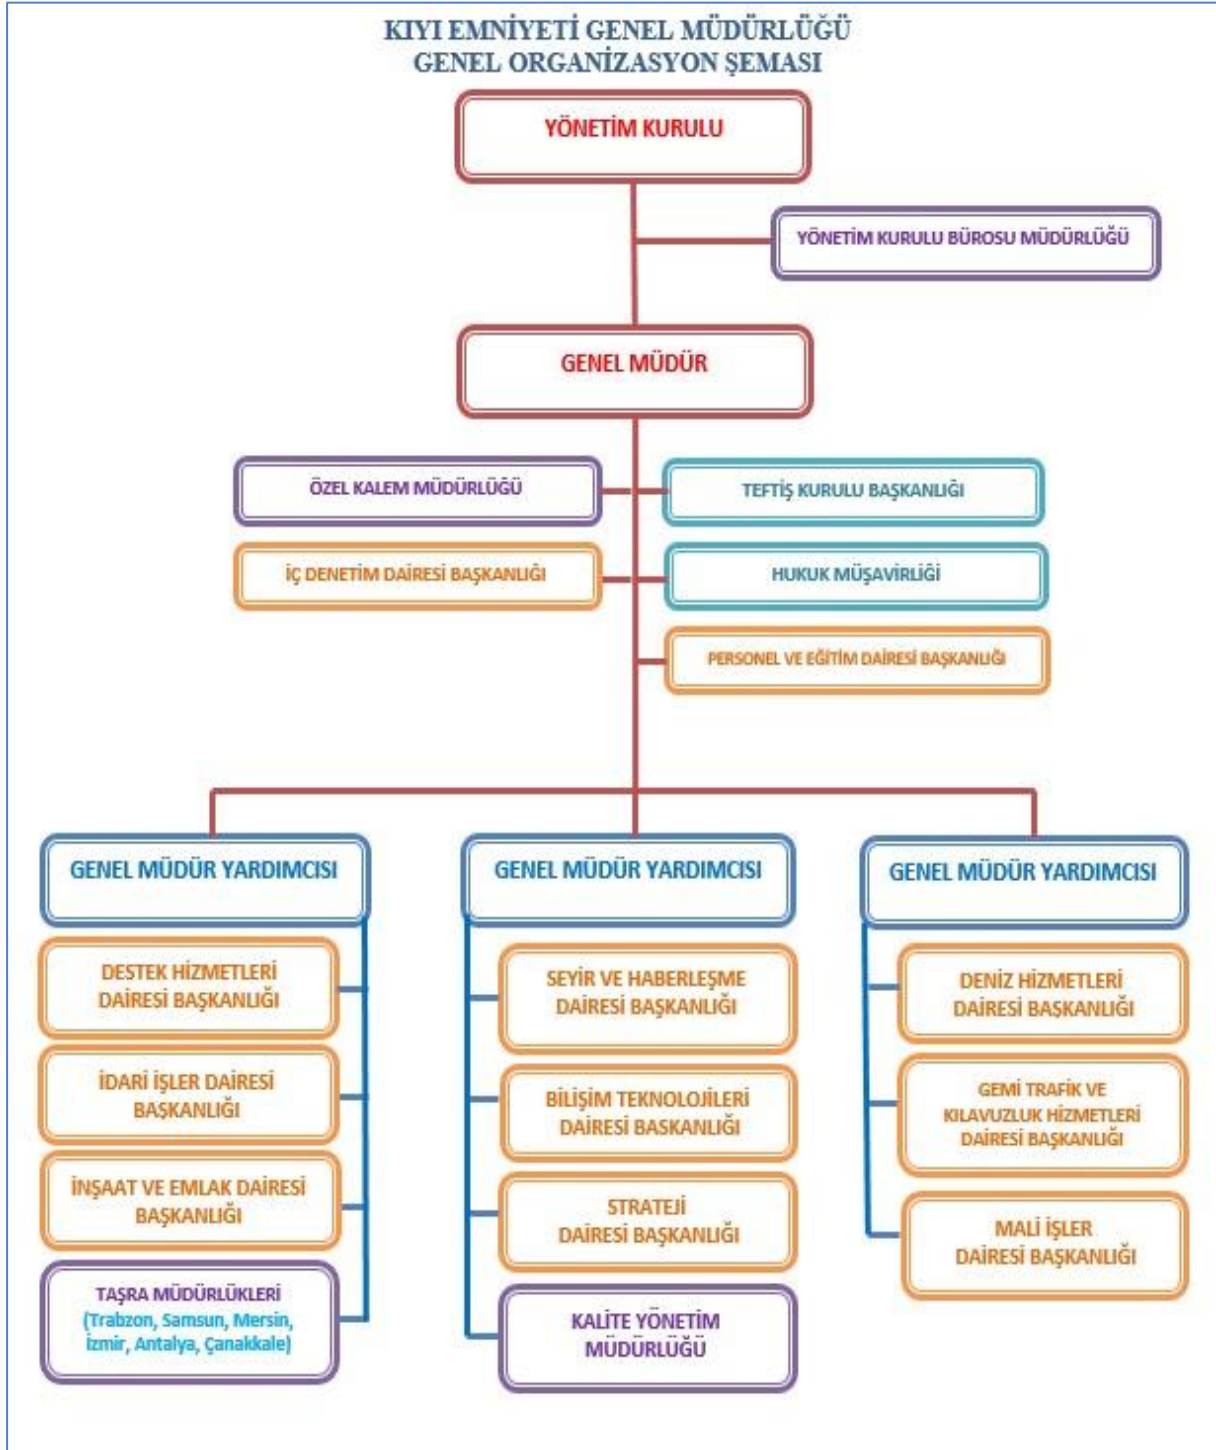 KIYI EMNİYETİ GENEL MÜDÜRLÜĞÜ
GENEL ORGANİZASYON ŞEMASI
YÖNETİM KURULU
YÖNETİM KURULU BÜROSU MÜDÜRLÜĞÜ
GENEL MÜDÜR
ÖZEL KALEM MÜDÜRLÜĞÜ
TEFTİŞ KURULU BAŞKANLIĞI
İÇ DENETİM DAİRESİ BAŞKANLIĞI
HUKUK MÜŞAVİRLİĞİ
PERSONEL VE EĞİTİM DAİRESİ BAŞKANLIĞI
GENEL MÜDÜR YARDIMCISI
DESTEK HİZMETLERİ
DAİRESİ BAŞKANLIĞI
İDARİ İŞLER DAİRESİ
BAŞKANLIĞI
İNŞAAT VE EMLAK DAİRESİ
BAŞKANLIĞI
TAŞRA MÜDÜRLÜKLERİ
(Trabzon, Samsun, Mersin,
İzmir, Antalya, Çanakkale)
GENEL MÜDÜR YARDIMCISI
SEYİR VE HABERLEŞME
DAİRESİ BAŞKANLIĞI
BİLİŞİM TEKNOLOJİLERİ
DAİRESİ BASKANLIĞI
STRATEJİ
DAİRESİ BAŞKANLIĞI
KALİTE YÖNETİM
MÜDÜRLÜĞÜ
GENEL MÜDÜR YARDIMCISI
DENİZ HİZMETLERİ
DAİRESİ BAŞKANLIĞI
GEMİ TRAFİK VE
KILAVUZLUK HİZMETLERİ
DAİRESİ BAŞKANLIĞI
MALİ İŞLER
DAİRESİ BAŞKANLIĞI